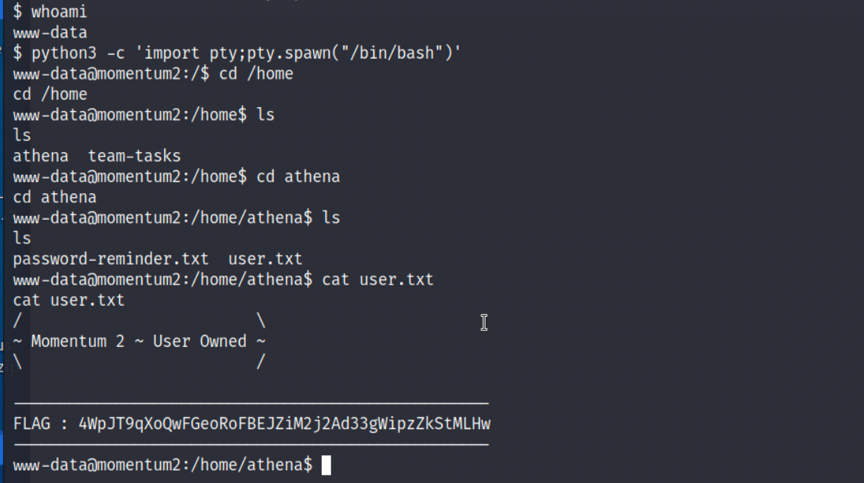 $ whoami
www-data
$ python3 -c 'import pty;pty.spawn("/bin/bash")'
www-data@momentum2:/$ cd /home
cd /home
www-data@momentum2:/home$ ls
ls
athena  team-tasks
www-data@momentum2:/home$ cd athena
cd athena
www-data@momentum2:/home/athena$ ls
ls
password-reminder.txt  user.txt
www-data@momentum2:/home/athena$ cat user.txt
cat user.txt
/                          \
~ Momentum 2 ~ User Owned ~
\                          /
FLAG : 4WpJT9qXoQwFGeoRoFBEJZiM2j2Ad33gWipzZkStMLHw
www-data@momentum2:/home/athena$